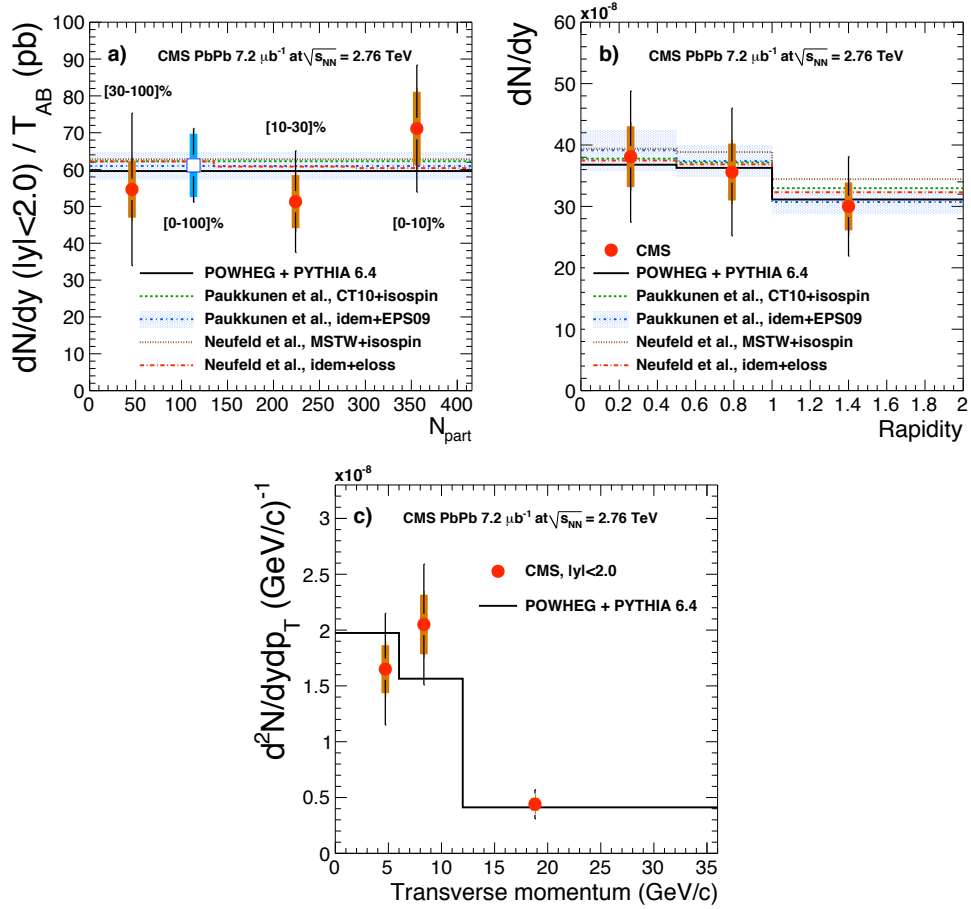 a)
CMS PbPb 7.2 μb⁻¹ at √s_NN = 2.76 TeV
dN/dy (|y|<2.0) / T_AB (pb)
100
90
80
70
60
50
40
30
20
10
0
[30-100]%
[0-100]%
[10-30]%
[0-10]%
POWHEG + PYTHIA 6.4
Paukkunen et al., CT10+isospin
Paukkunen et al., idem+EPS09
Neufeld et al., MSTW+isospin
Neufeld et al., idem+eloss
0 50 100 150 200 250 300 350 400
N_part
x10⁻⁸
b)
CMS PbPb 7.2 μb⁻¹ at √s_NN = 2.76 TeV
dN/dy
60
50
40
30
20
10
0
CMS
POWHEG + PYTHIA 6.4
Paukkunen et al., CT10+isospin
Paukkunen et al., idem+EPS09
Neufeld et al., MSTW+isospin
Neufeld et al., idem+eloss
0 0.2 0.4 0.6 0.8 1 1.2 1.4 1.6 1.8 2
Rapidity
x10⁻⁸
c)
CMS PbPb 7.2 μb⁻¹ at √s_NN = 2.76 TeV
d²N/dydp_T (GeV/c)⁻¹
3
2.5
2
1.5
1
0.5
0
CMS, |y|<2.0
POWHEG + PYTHIA 6.4
0 5 10 15 20 25 30 35
Transverse momentum (GeV/c)